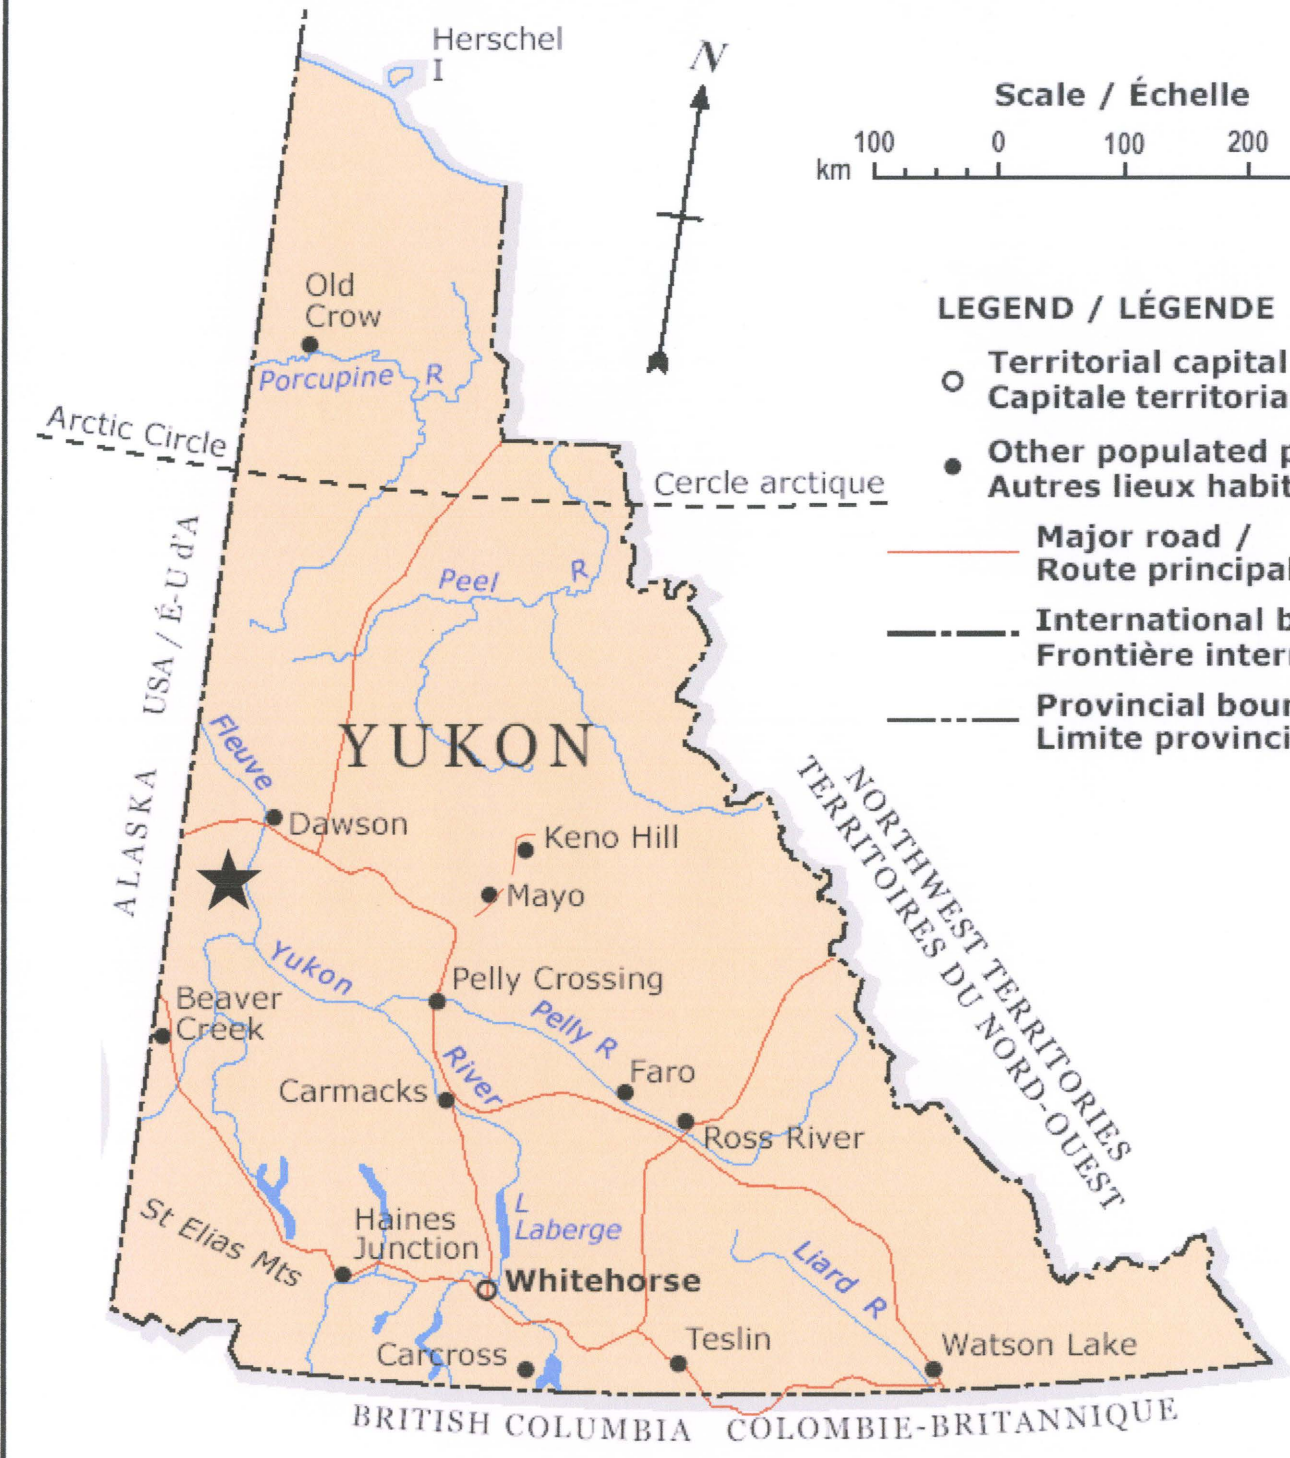 Herschel
I
N
Scale / Échelle
100 0 100 200
km
Old
Crow
LEGEND / LÉGENDE
Territorial capital
Capitale territoria
Porcupine R
Arctic Circle
Cercle arctique
Other populated p
Autres lieux habit
Major road /
Route principal
International b
Frontière inter
Provincial bour
Limite provinci
Peel R
ALASKA USA / É-U d'A
YUKON
Fleuve
Dawson
Keno Hill
Mayo
NORTHWEST TERRITORIES
TERRITOIRES DU NORD-OUEST
Yukon
Pelly Crossing
Beaver
Creek
Pelly R
River
Faro
Carmacks
Ross River
St Elias Mts
Haines
Junction
L
Laberge
Whitehorse
Liard R
Carcross
Teslin
Watson Lake
BRITISH COLUMBIA COLOMBIE-BRITANNIQUE